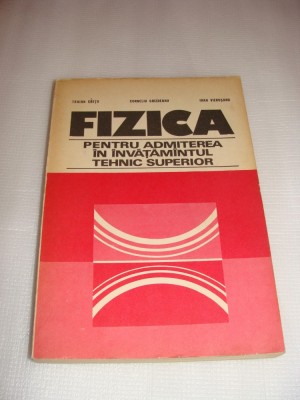 FIZICA
PENTRU ADMITEREA
ÎN ÎNVĂȚĂMÎNTUL
TEHNIC SUPERIOR